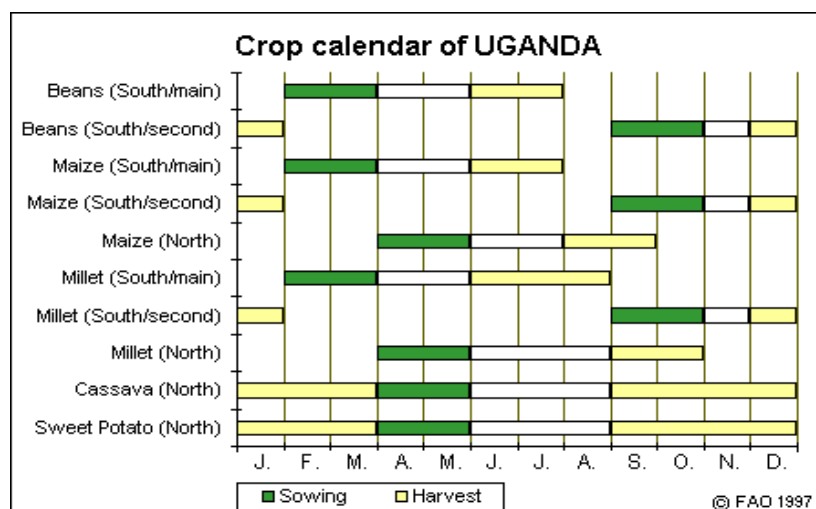 Crop calendar of UGANDA
Beans (South/main)
Beans (South/second)
Maize (South/main)
Maize (South/second)
Maize (North)
Millet (South/main)
Millet (South/second)
Millet (North)
Cassava (North)
Sweet Potato (North)
J. F. M. A. M. J. J. A. S. O. N. D.
Sowing Harvest
© FAO 1997